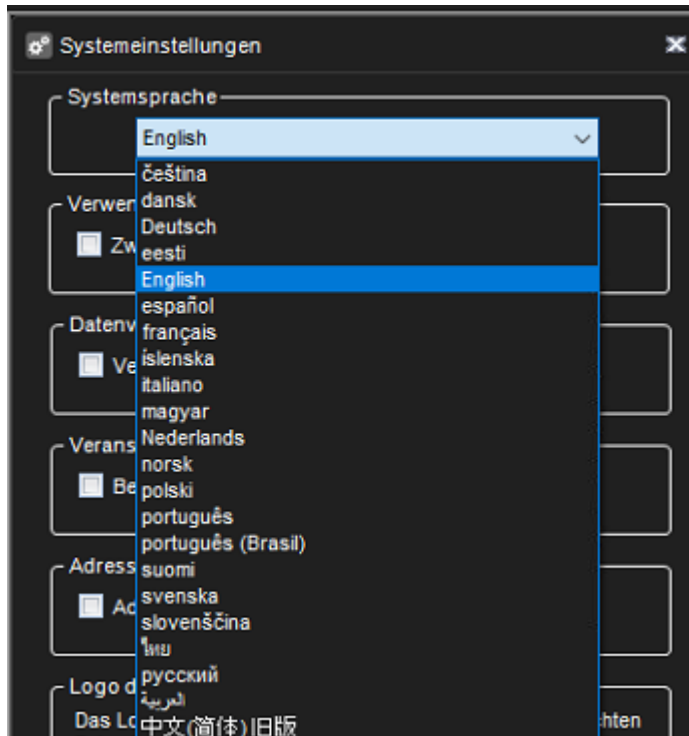 Systemeinstellungen
Systemsprache
English
čeština
dansk
Deutsch
eesti
English
español
français
íslenska
italiano
magyar
Nederlands
norsk
polski
português
português (Brasil)
suomi
svenska
slovenščina
ไทย
русский
العربية
中文(简体)旧版
Das